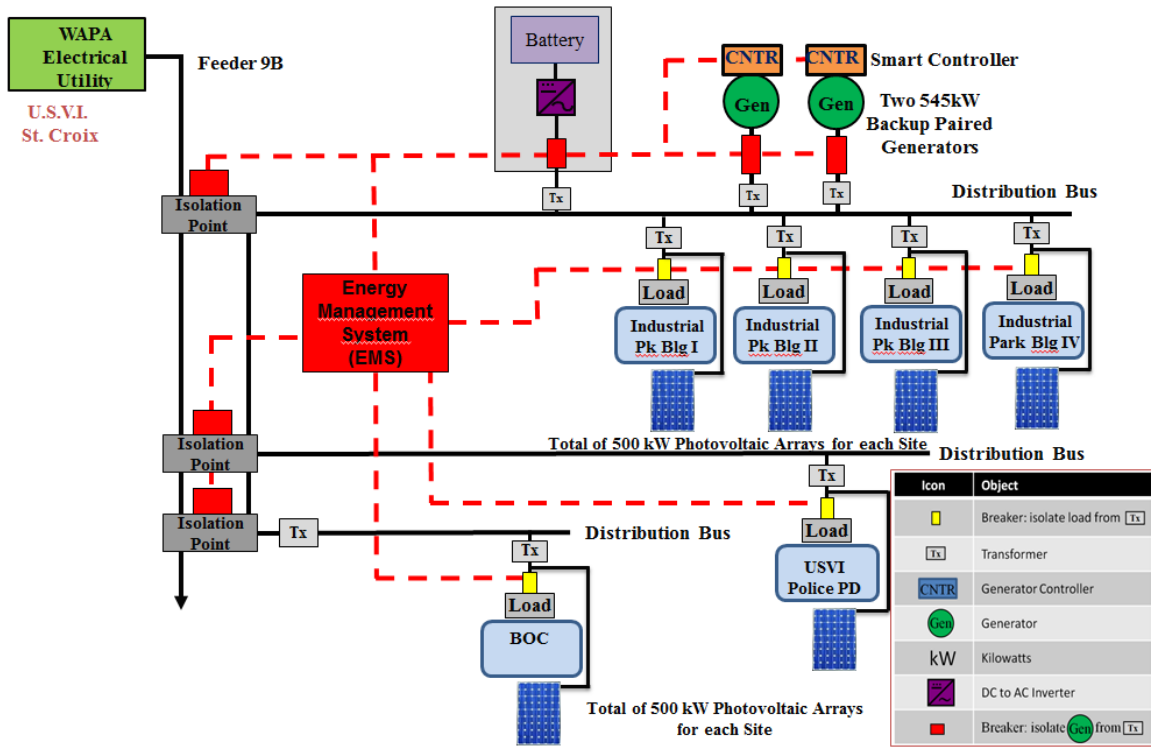 WAPA
Electrical
Utility
Feeder 9B
U.S.V.I.
St. Croix
Battery
CNTR
CNTR
Smart Controller
Gen
Gen
Two 545kW
Backup Paired
Generators
Tx
Tx
Tx
Distribution Bus
Isolation
Point
Tx
Tx
Tx
Tx
Load
Load
Load
Load
Energy
Management
System
(EMS)
Industrial
Pk Blg I
Industrial
Pk Blg II
Industrial
Pk Blg III
Industrial
Park Blg IV
Total of 500 kW Photovoltaic Arrays for each Site
Isolation
Point
Distribution Bus
Tx
Load
USVI
Police PD
Isolation
Point
Tx
Distribution Bus
Tx
Load
BOC
Total of 500 kW Photovoltaic Arrays
for each Site
Icon Object
Breaker: isolate load from Tx
Tx Transformer
CNTR Generator Controller
Gen Generator
kW Kilowatts
DC to AC Inverter
Breaker: isolate Gen from Tx